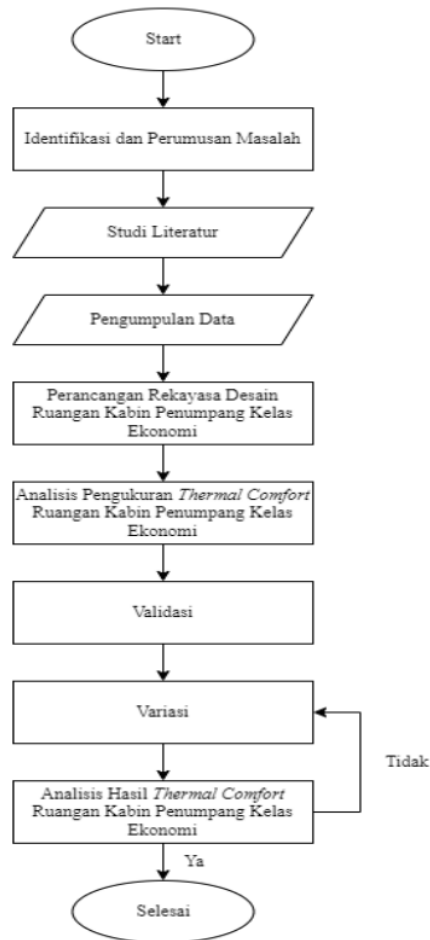 Start
Identifikasi dan Perumusan Masalah
Studi Literatur
Pengumpulan Data
Perancangan Rekayasa Desain
Ruangan Kabin Penumpang Kelas
Ekonomi
Analisis Pengukuran Thermal Comfort
Ruangan Kabin Penumpang Kelas
Ekonomi
Validasi
Variasi
Tidak
Analisis Hasil Thermal Comfort
Ruangan Kabin Penumpang Kelas
Ekonomi
Ya
Selesai